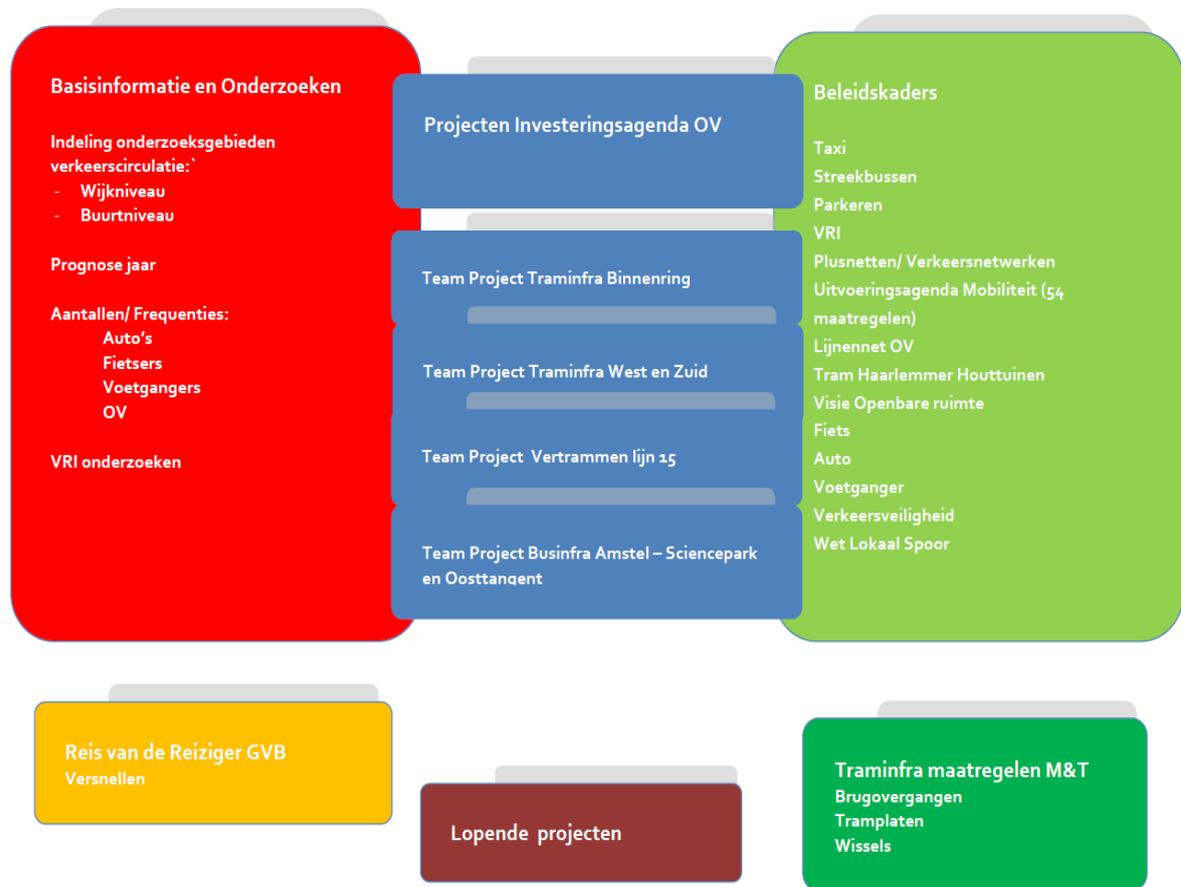 Basisinformatie en Onderzoeken
Indeling onderzoeksgebieden
verkeerscirculatie:`
- Wijkniveau
- Buurtniveau
Prognose jaar
Aantallen/ Frequenties:
Auto's
Fietsers
Voetgangers
OV
VRI onderzoeken
Projecten Investeringsagenda OV
Team Project Traminfra Binnenring
Team Project Traminfra West en Zuid
Team Project  Vertrammen lijn 15
Team Project Businfra Amstel – Sciencepark
en Oosttangent
Beleidskaders
Taxi
Streekbussen
Parkeren
VRI
Plusnetten/ Verkeersnetwerken
Uitvoeringsagenda Mobiliteit (54
maatregelen)
Lijnennet OV
Tram Haarlemmer Houttuinen
Visie Openbare ruimte
Fiets
Auto
Voetganger
Verkeersveiligheid
Wet Lokaal Spoor
Reis van de Reiziger GVB
Versnellen
Lopende  projecten
Traminfra maatregelen M&T
Brugovergangen
Tramplaten
Wissels